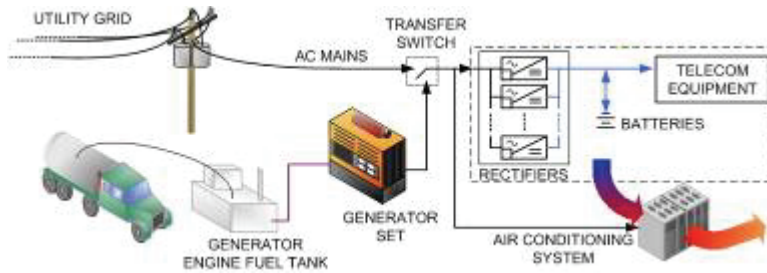 UTILITY GRID
TRANSFER
SWITCH
AC MAINS
TELECOM
EQUIPMENT
BATTERIES
RECTIFIERS
GENERATOR
SET
GENERATOR
ENGINE FUEL TANK
AIR CONDITIONING
SYSTEM